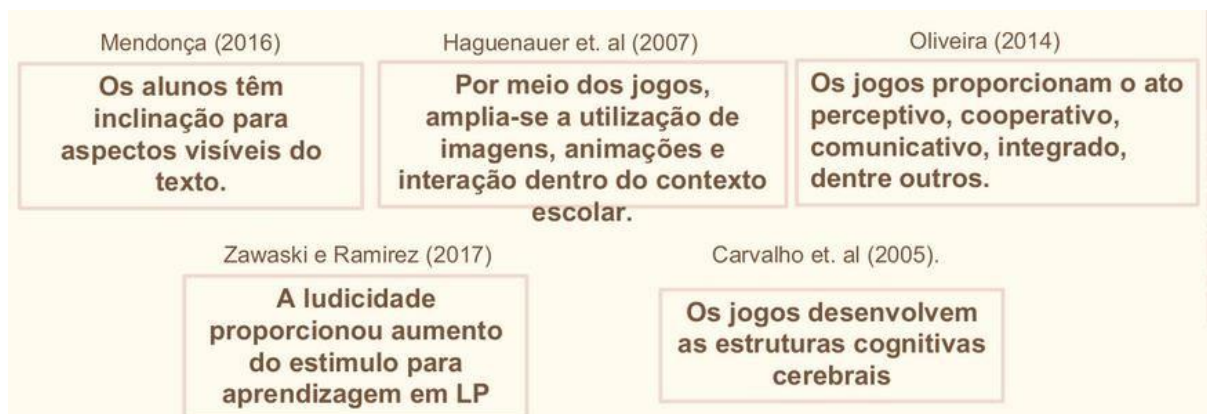 Mendonça (2016)
Os alunos têm
inclinação para
aspectos visíveis do
texto.
Haguenauer et. al (2007)
Por meio dos jogos,
amplia-se a utilização de
imagens, animações e
interação dentro do contexto
escolar.
Oliveira (2014)
Os jogos proporcionam o ato
perceptivo, cooperativo,
comunicativo, integrado,
dentre outros.
Zawaski e Ramirez (2017)
A ludicidade
proporcionou aumento
do estimulo para
aprendizagem em LP
Carvalho et. al (2005).
Os jogos desenvolvem
as estruturas cognitivas
cerebrais